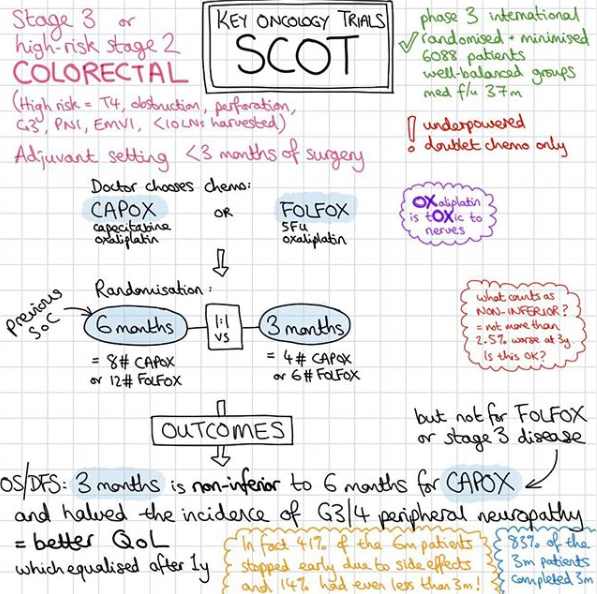 Stage 3 or
high-risk stage 2
COLORECTAL
(High risk = T4, obstruction, perforation,
G3, PNI, EMVI, <10LNs harvested)
Adjuvant setting <3 months of surgery
KEY ONCOLOGY TRIALS
SCOT
phase 3 international
randomised + minimised
6088 patients
well-balanced groups
med f/u 37m
! underpowered
doublet chemo only
Doctor chooses chemo:
CAPOX OR FOLFOX
capecitabine
oxaliplatin
5FU
oxaliplatin
OXaliplatin
is tOXic to
nerves
Randomisation:
Previous
SoC
6 months
1:1
vs
3 months
= 8# CAPOX
or 12# FOLFOX
= 4# CAPOX
or 6# FOLFOX
what counts as
NON-INFERIOR?
= not more than
2.5% worse at 3y
Is this OK?
OUTCOMES
but not for FOLFOX
or stage 3 disease
OS/DFS: 3 months is non-inferior to 6 months for CAPOX
and halved the incidence of G3/4 peripheral neuropathy
= better QoL
which equalised after 1y
In fact 41% of the 6m patients
stopped early due to side effects
and 14% had even less than 3m!
83% of the
3m patients
completed 3m